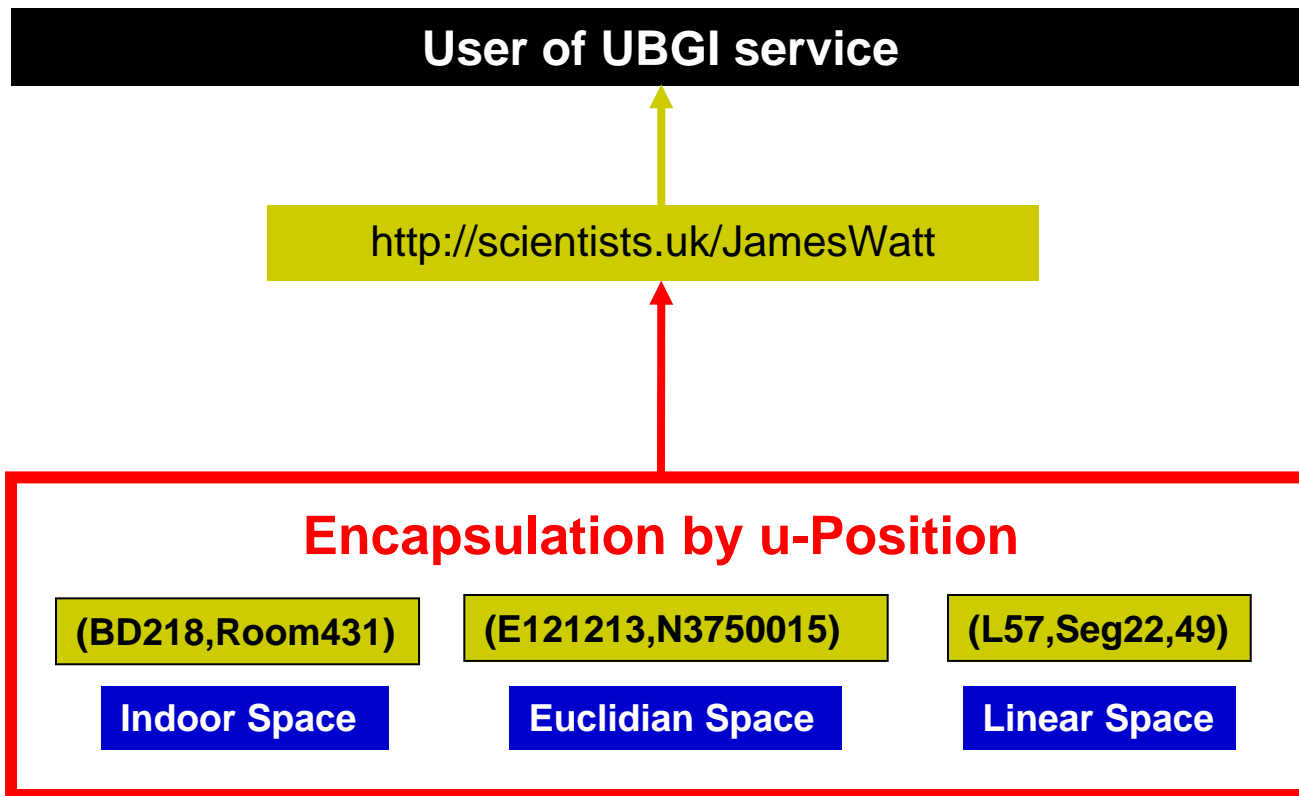 User of UBGI service
http://scientists.uk/JamesWatt
Encapsulation by u-Position
(BD218,Room431) (E121213,N3750015) (L57,Seg22,49)
Indoor Space Euclidian Space Linear Space